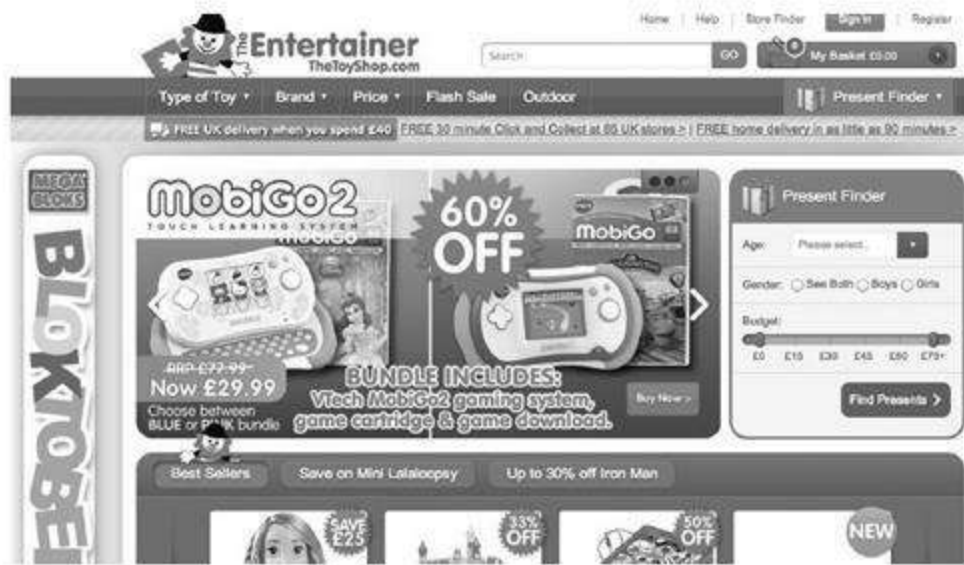 Home | Help | Store Finder Sign In | Register
The Entertainer
TheToyShop.com
Search GO My Basket £0.00
Type of Toy Brand Price Flash Sale Outdoor Present Finder
FREE UK delivery when you spend £40 FREE 30 minute Click and Collect at 85 UK stores > | FREE home delivery in as little as 90 minutes >
MEGA
BLOKS
BLOKTOBE
MobiGo 2
TOUCH LEARNING SYSTEM
MobiGo
60%
OFF
MobiGo
RRP £77.99
Now £29.99
Choose between
BLUE or PINK bundle
BUNDLE INCLUDES:
VTech MobiGo2 gaming system,
game cartridge & game download.
Buy Now >
Present Finder
Age: Please select...
Gender: See Both Boys Girls
Budget:
£0 £15 £30 £45 £60 £75+
Find Presents >
Best Sellers Save on Mini Lalaloopsy Up to 30% off Iron Man
SAVE
£25
33%
OFF
50%
OFF
NEW